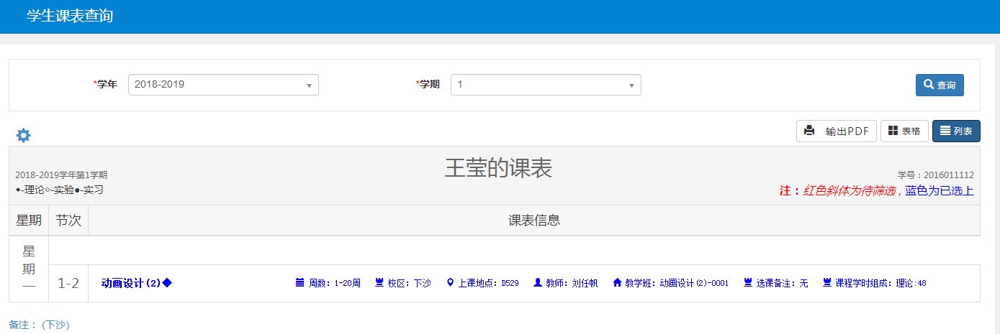 学生课表查询
*学年 2018-2019 *学期 1 查询
输出PDF 表格 列表
王莹的课表
2018-2019学年第1学期 学号：2016011112
◆-理论◇-实验●-实习 注：红色斜体为待筛选，蓝色为已选上
星期 节次 课表信息
星期一
1-2 动画设计(2)◆ 周数：1-20周 校区：下沙 上课地点：D529 教师：刘任帆 教学班：动画设计(2)-0001 选课备注：无 课程学时组成：理论:48
备注： (下沙)